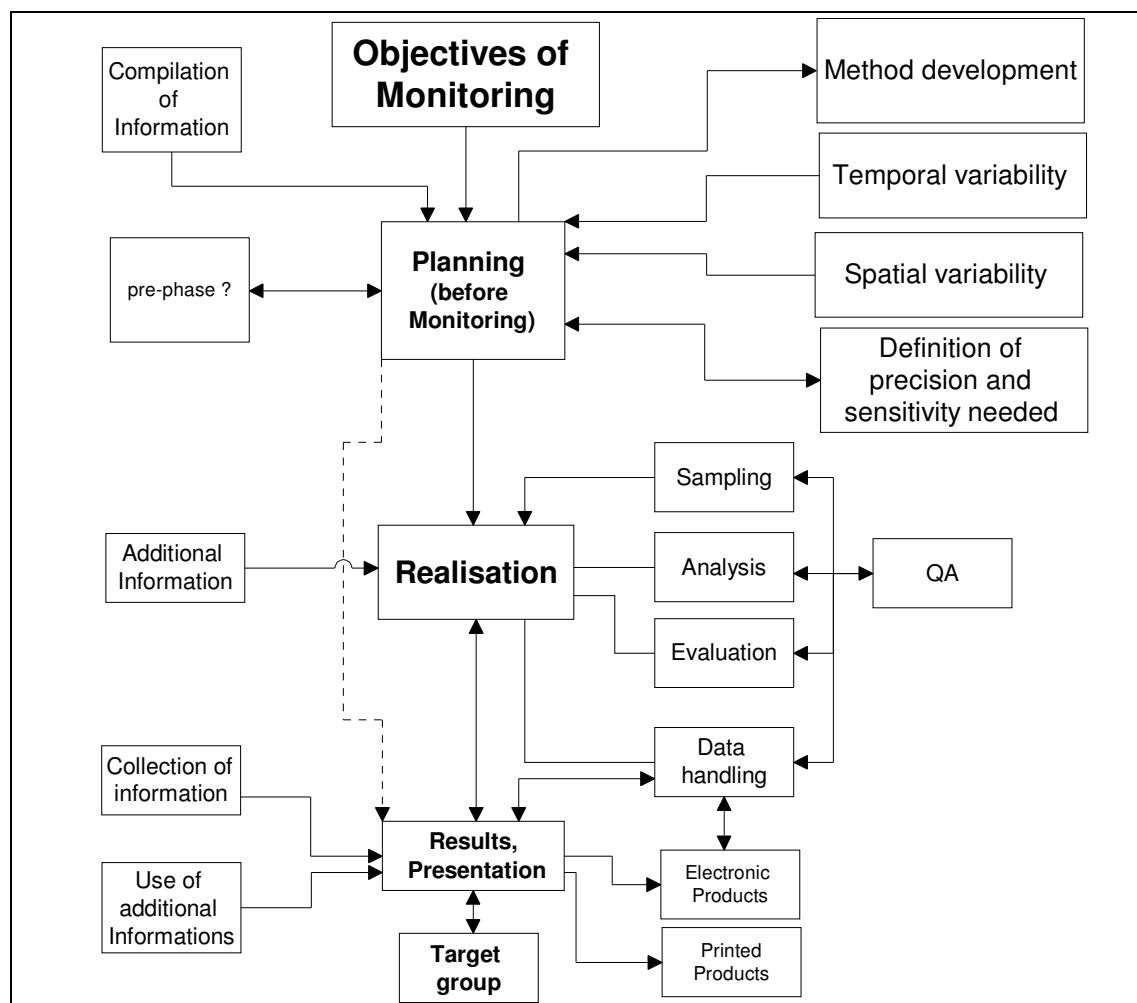 Objectives of
Monitoring
Compilation
of
Information
Method development
Temporal variability
pre-phase ?
Planning
(before
Monitoring)
Spatial variability
Definition of
precision and
sensitivity needed
Sampling
Additional
Information
Realisation
Analysis
QA
Evaluation
Data
handling
Collection of
information
Results,
Presentation
Electronic
Products
Use of
additional
Informations
Target
group
Printed
Products